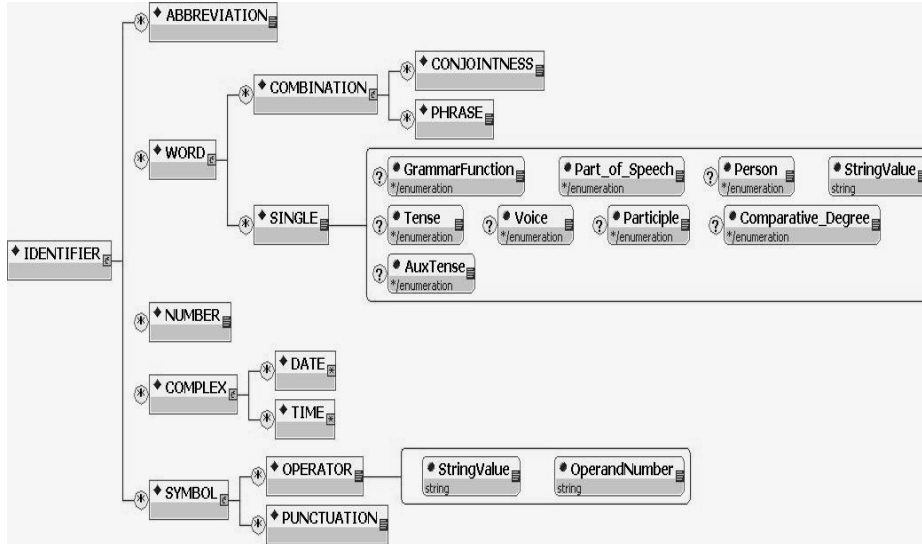 ABBREVIATION
CONJOINTNESS
COMBINATION
PHRASE
WORD
GrammarFunction Part_of_Speech Person StringValue
*/enumeration */enumeration */enumeration string
SINGLE Tense Voice Participle Comparative_Degree
*/enumeration */enumeration */enumeration */enumeration
IDENTIFIER
AuxTense
*/enumeration
NUMBER
DATE
COMPLEX
TIME
OPERATOR StringValue OperandNumber
string string
SYMBOL
PUNCTUATION